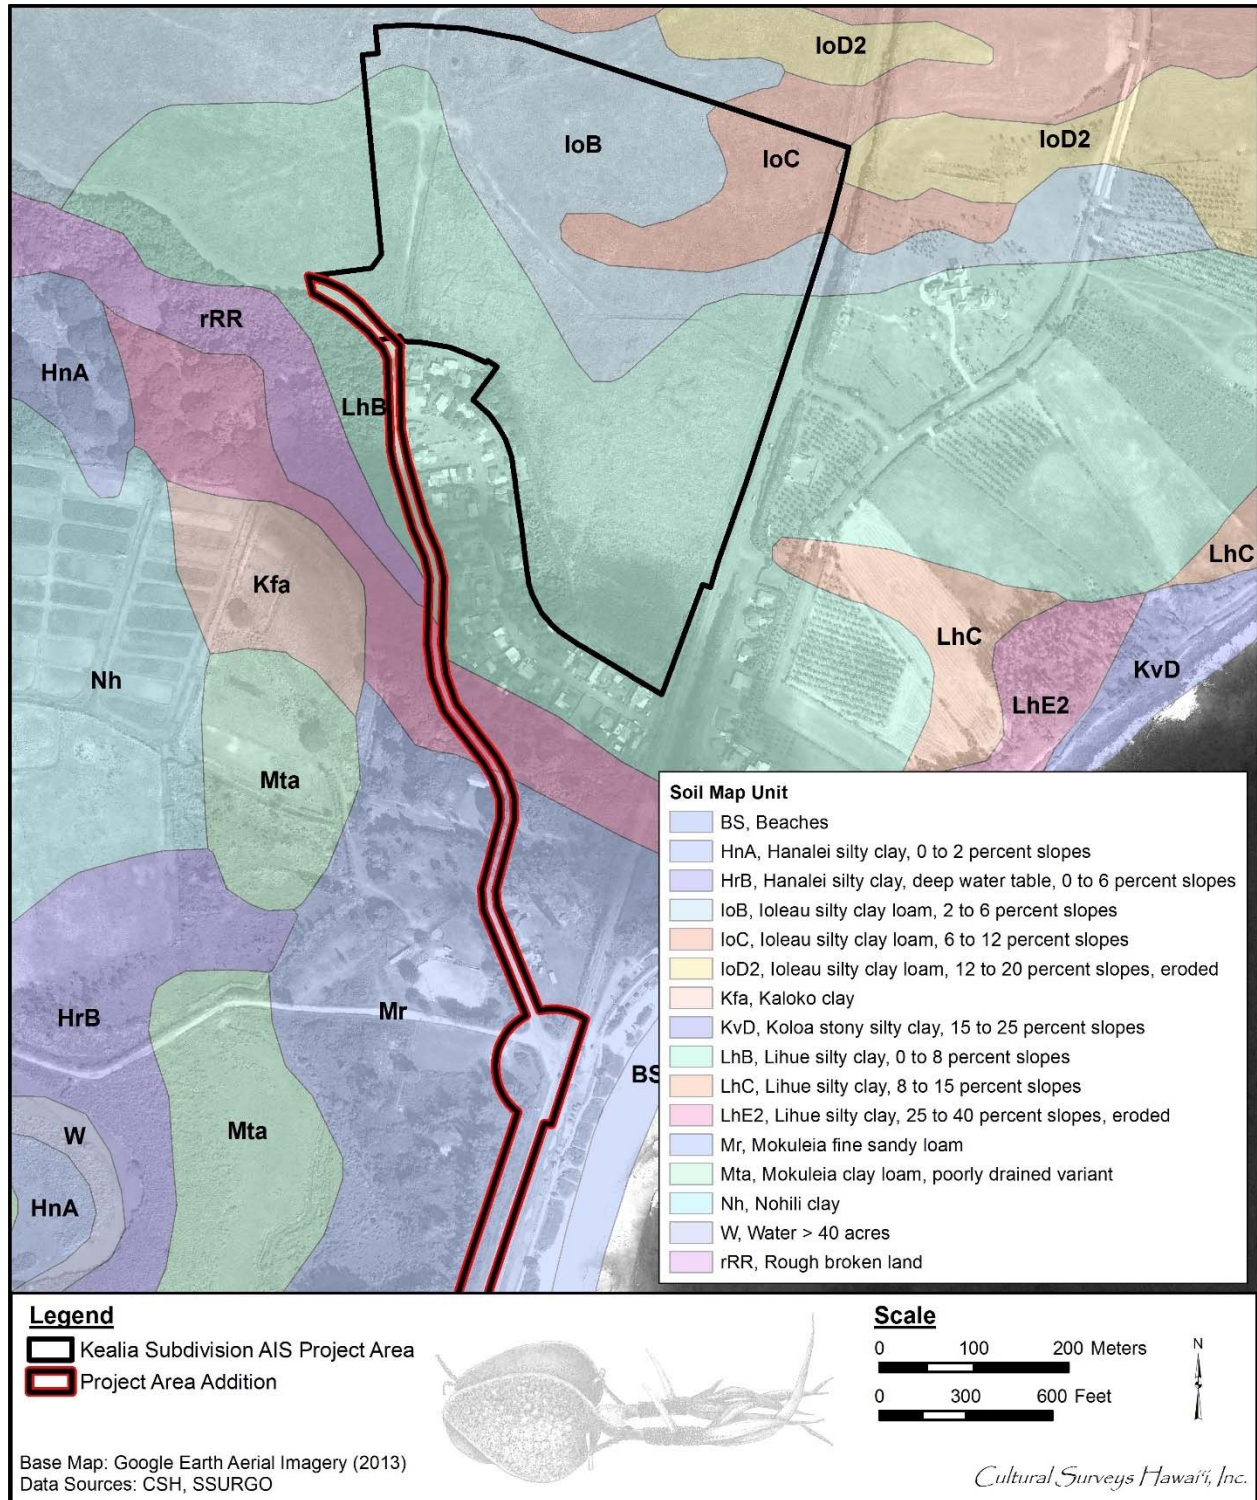 IoD2
IoB
IoC
IoD2
rRR
HnA
LhB
LhC
Kfa
LhC
Nh
KvD
LhE2
Mta
Soil Map Unit
BS, Beaches
HnA, Hanalei silty clay, 0 to 2 percent slopes
HrB, Hanalei silty clay, deep water table, 0 to 6 percent slopes
IoB, Ioleau silty clay loam, 2 to 6 percent slopes
IoC, Ioleau silty clay loam, 6 to 12 percent slopes
IoD2, Ioleau silty clay loam, 12 to 20 percent slopes, eroded
Kfa, Kaloko clay
KvD, Koloa stony silty clay, 15 to 25 percent slopes
LhB, Lihue silty clay, 0 to 8 percent slopes
LhC, Lihue silty clay, 8 to 15 percent slopes
LhE2, Lihue silty clay, 25 to 40 percent slopes, eroded
Mr, Mokuleia fine sandy loam
Mta, Mokuleia clay loam, poorly drained variant
Nh, Nohili clay
W, Water > 40 acres
rRR, Rough broken land
HrB
Mr
BS
W
Mta
HnA
Legend
Kealia Subdivision AIS Project Area
Project Area Addition
Base Map: Google Earth Aerial Imagery (2013)
Data Sources: CSH, SSURGO
Scale
0 100 200 Meters
0 300 600 Feet
N
Cultural Surveys Hawai‘i, Inc.